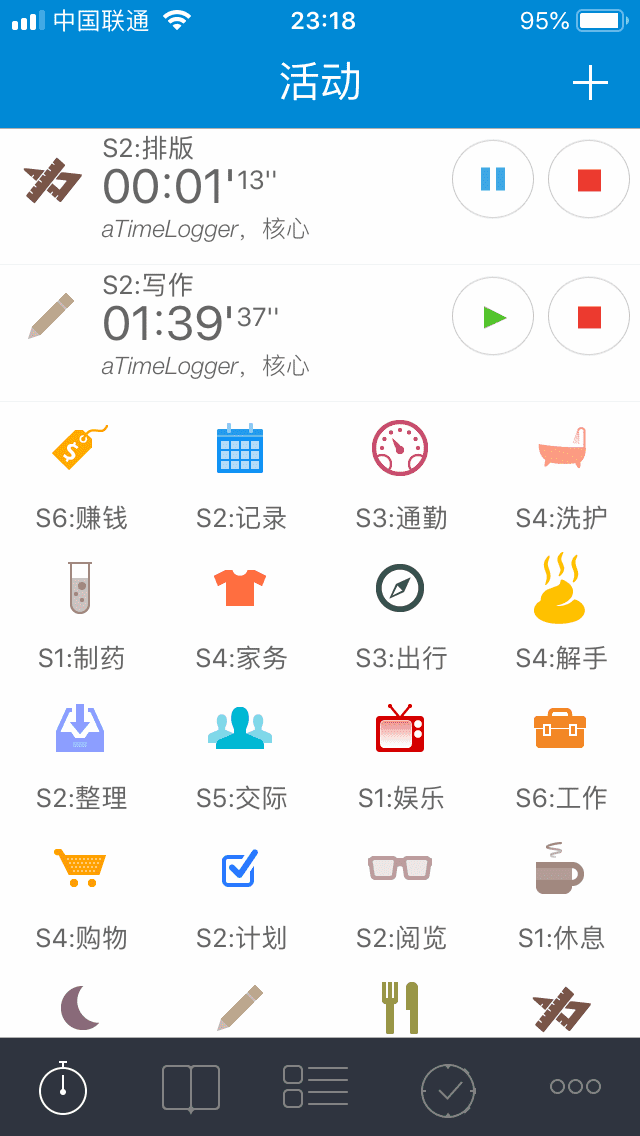 中国联通 23:18 95%
活动
S2:排版
00:01'13''
aTimeLogger，核心
S2:写作
01:39'37''
aTimeLogger，核心
S6:赚钱 S2:记录 S3:通勤 S4:洗护
S1:制药 S4:家务 S3:出行 S4:解手
S2:整理 S5:交际 S1:娱乐 S6:工作
S4:购物 S2:计划 S2:阅览 S1:休息